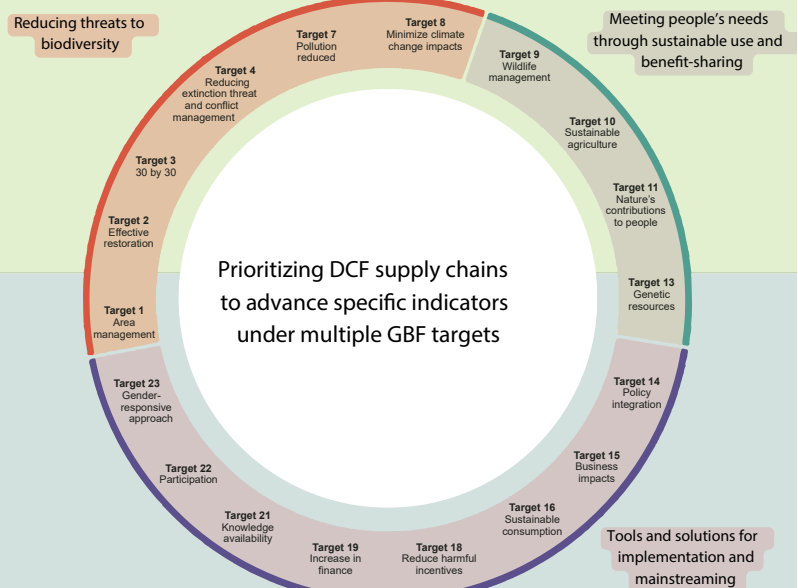 Reducing threats to
biodiversity
Meeting people's needs
through sustainable use and
benefit-sharing
Target 1
Area
management
Target 2
Effective
restoration
Target 3
30 by 30
Target 4
Reducing
extinction threat
and conflict
management
Target 7
Pollution
reduced
Target 8
Minimize climate
change impacts
Target 9
Wildlife
management
Target 10
Sustainable
agriculture
Target 11
Nature's
contributions
to people
Target 13
Genetic
resources
Prioritizing DCF supply chains
to advance specific indicators
under multiple GBF targets
Target 14
Policy
integration
Target 15
Business
impacts
Target 16
Sustainable
consumption
Target 18
Reduce harmful
incentives
Target 19
Increase in
finance
Target 21
Knowledge
availability
Target 22
Participation
Target 23
Gender-
responsive
approach
Tools and solutions for
implementation and
mainstreaming